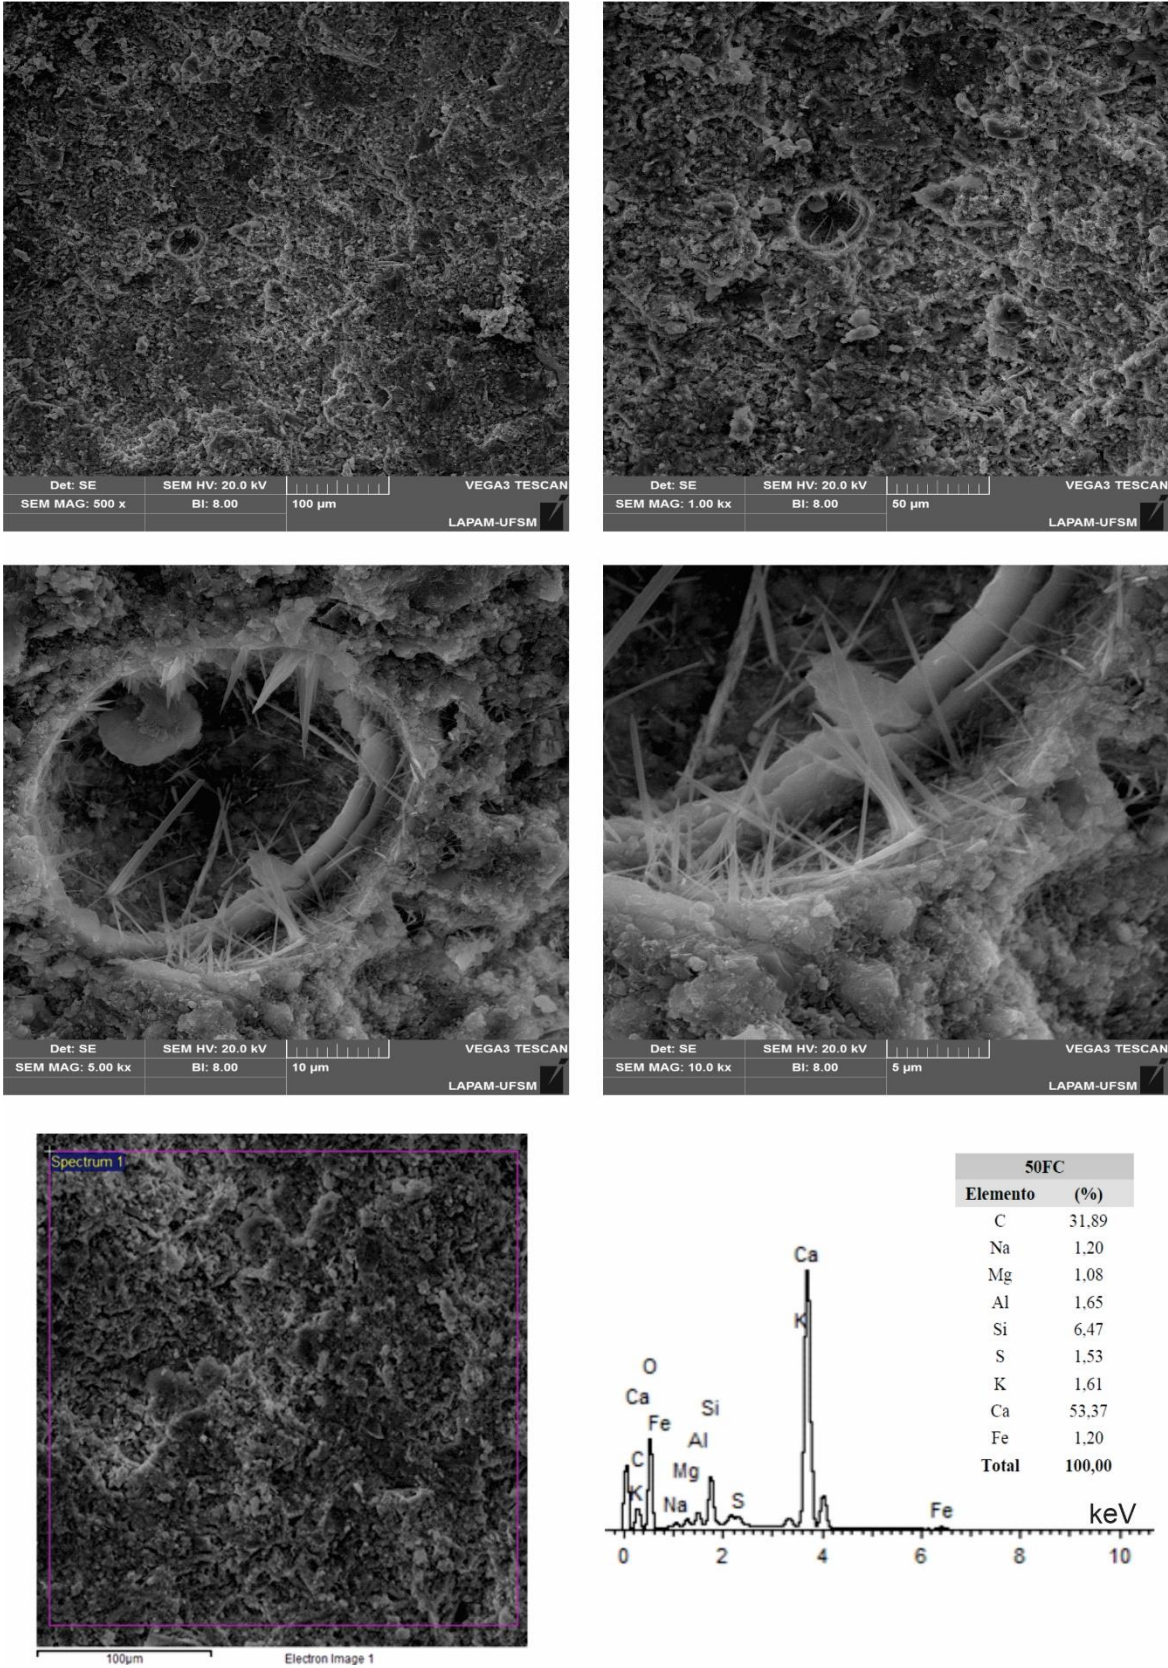 Det: SE SEM HV: 20.0 kV VEGA3 TESCAN
SEM MAG: 500 x BI: 8.00 100 µm
LAPAM-UFSM
Det: SE SEM HV: 20.0 kV VEGA3 TESCAN
SEM MAG: 1.00 kx BI: 8.00 50 µm
LAPAM-UFSM
Det: SE SEM HV: 20.0 kV VEGA3 TESCAN
SEM MAG: 5.00 kx BI: 8.00 10 µm
LAPAM-UFSM
Det: SE SEM HV: 20.0 kV VEGA3 TESCAN
SEM MAG: 10.0 kx BI: 8.00 5 µm
LAPAM-UFSM
Spectrum 1
100µm Electron Image 1
50FC
Elemento (%)
C 31,89
Na 1,20
Mg 1,08
Al 1,65
Si 6,47
S 1,53
K 1,61
Ca 53,37
Fe 1,20
Total 100,00
Ca
K
O
Ca
Si
Fe
Al
C
Mg
K
Na
S
Fe
keV
0 2 4 6 8 10